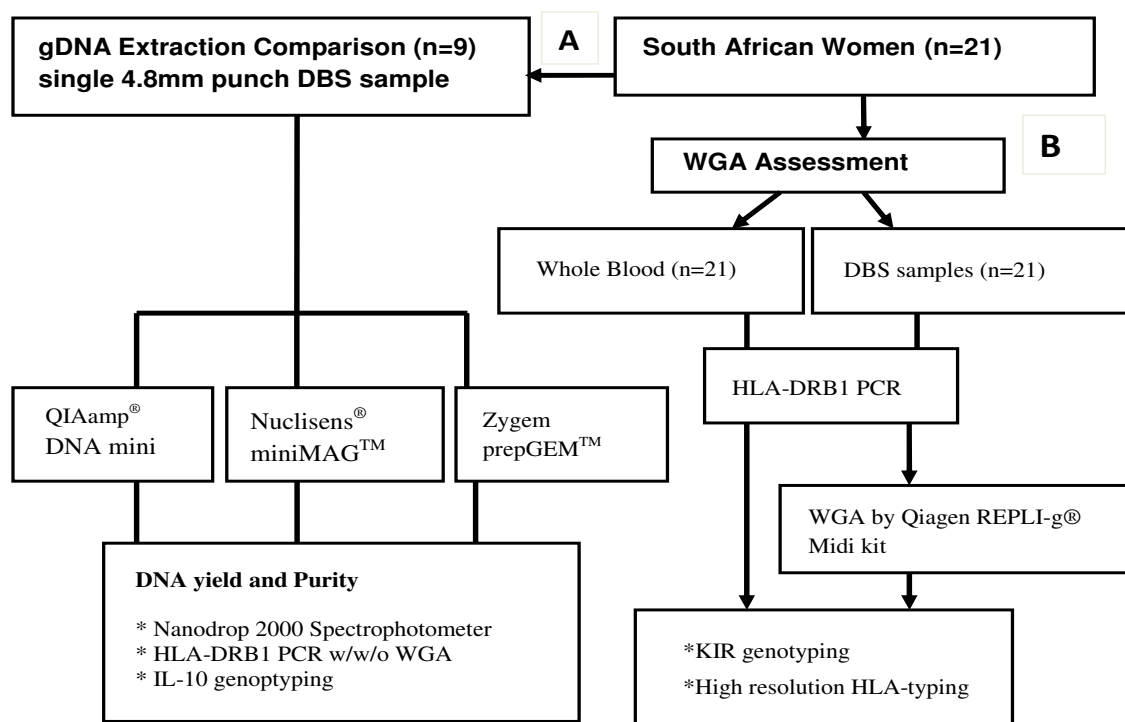 gDNA Extraction Comparison (n=9)
single 4.8mm punch DBS sample
A
South African Women (n=21)
B
WGA Assessment
Whole Blood (n=21)
DBS samples (n=21)
HLA-DRB1 PCR
QIAamp®
DNA mini
Nuclisens®
miniMAG™
Zygem
prepGEM™
WGA by Qiagen REPLI-g®
Midi kit
DNA yield and Purity
* Nanodrop 2000 Spectrophotometer
* HLA-DRB1 PCR w/w/o WGA
* IL-10 genoptyping
*KIR genotyping
*High resolution HLA-typing